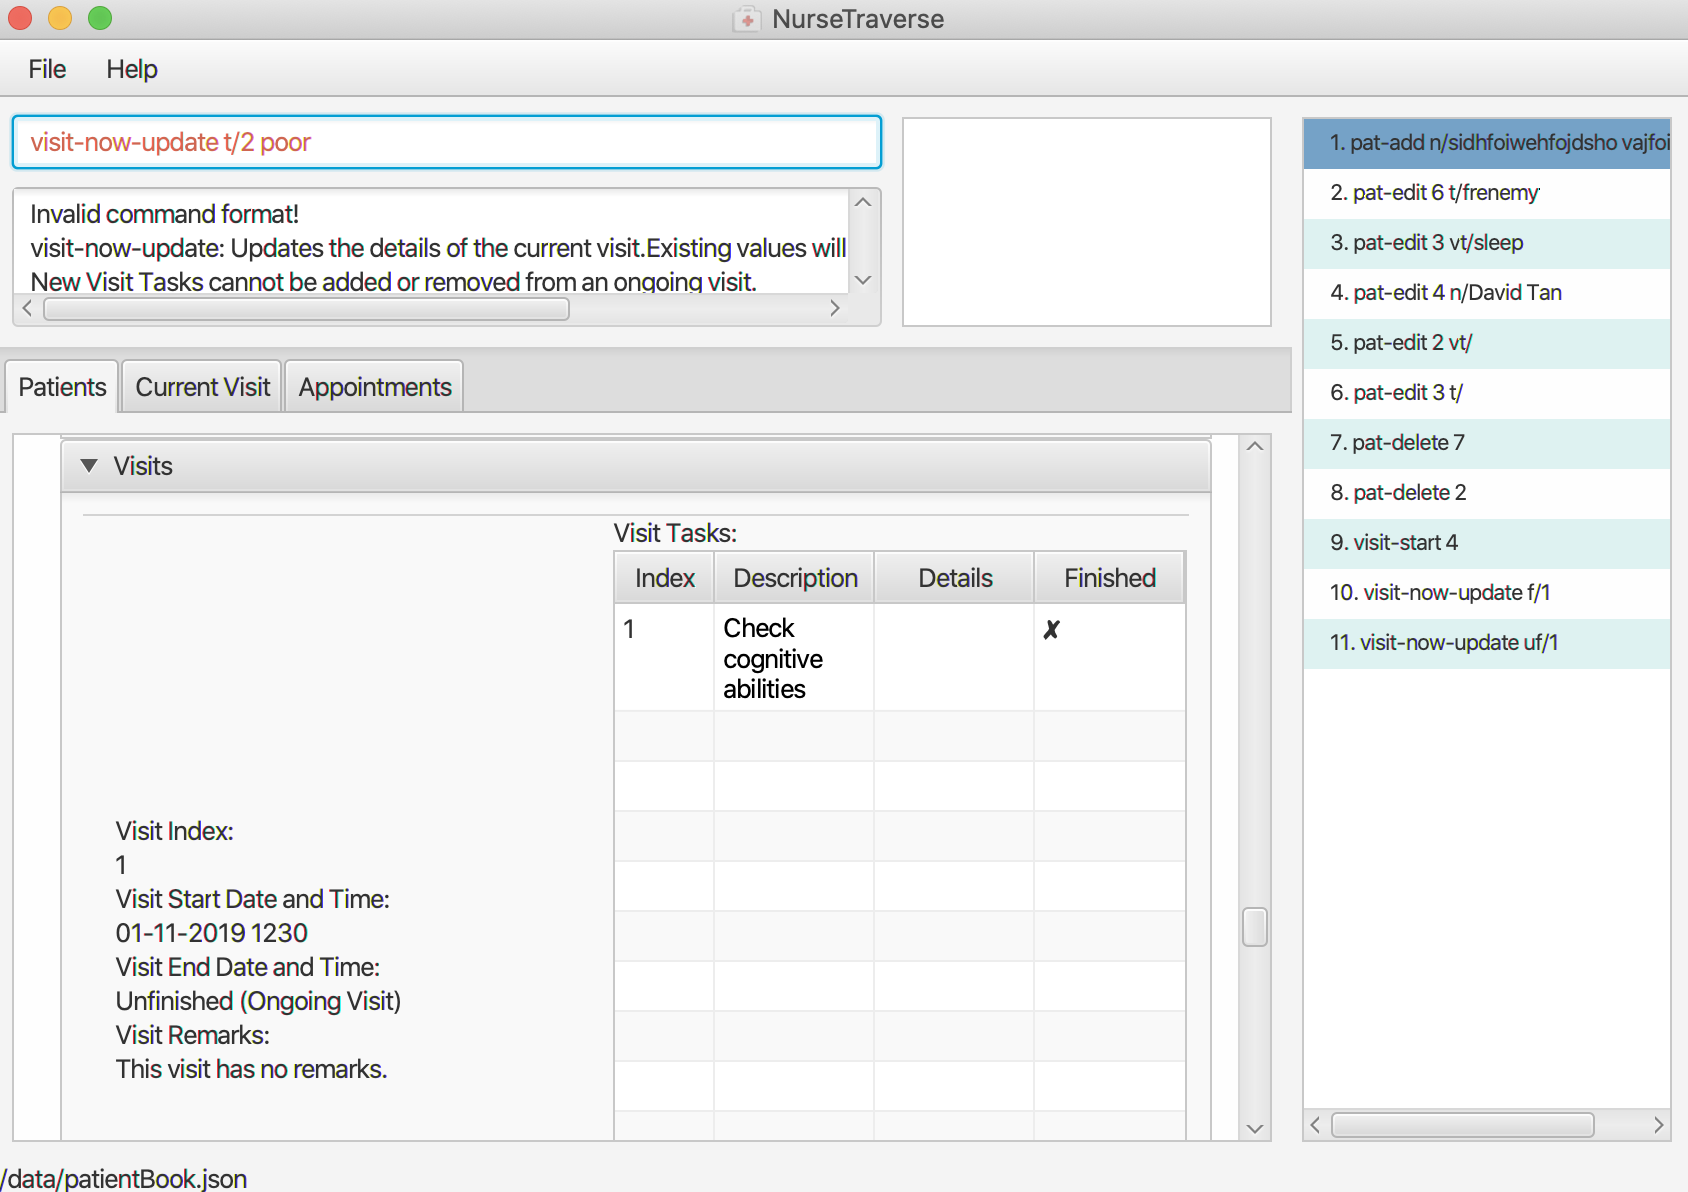 NurseTraverse
File Help
visit-now-update t/2 poor
Invalid command format!
visit-now-update: Updates the details of the current visit.Existing values will
New Visit Tasks cannot be added or removed from an ongoing visit.
1. pat-add n/sidhfoiwehfojdsho vajfoi
2. pat-edit 6 t/frenemy
3. pat-edit 3 vt/sleep
4. pat-edit 4 n/David Tan
5. pat-edit 2 vt/
6. pat-edit 3 t/
7. pat-delete 7
8. pat-delete 2
9. visit-start 4
10. visit-now-update f/1
11. visit-now-update uf/1
Patients Current Visit Appointments
Visits
Visit Tasks:
Index Description Details Finished
1 Check cognitive abilities ✗
Visit Index:
1
Visit Start Date and Time:
01-11-2019 1230
Visit End Date and Time:
Unfinished (Ongoing Visit)
Visit Remarks:
This visit has no remarks.
/data/patientBook.json